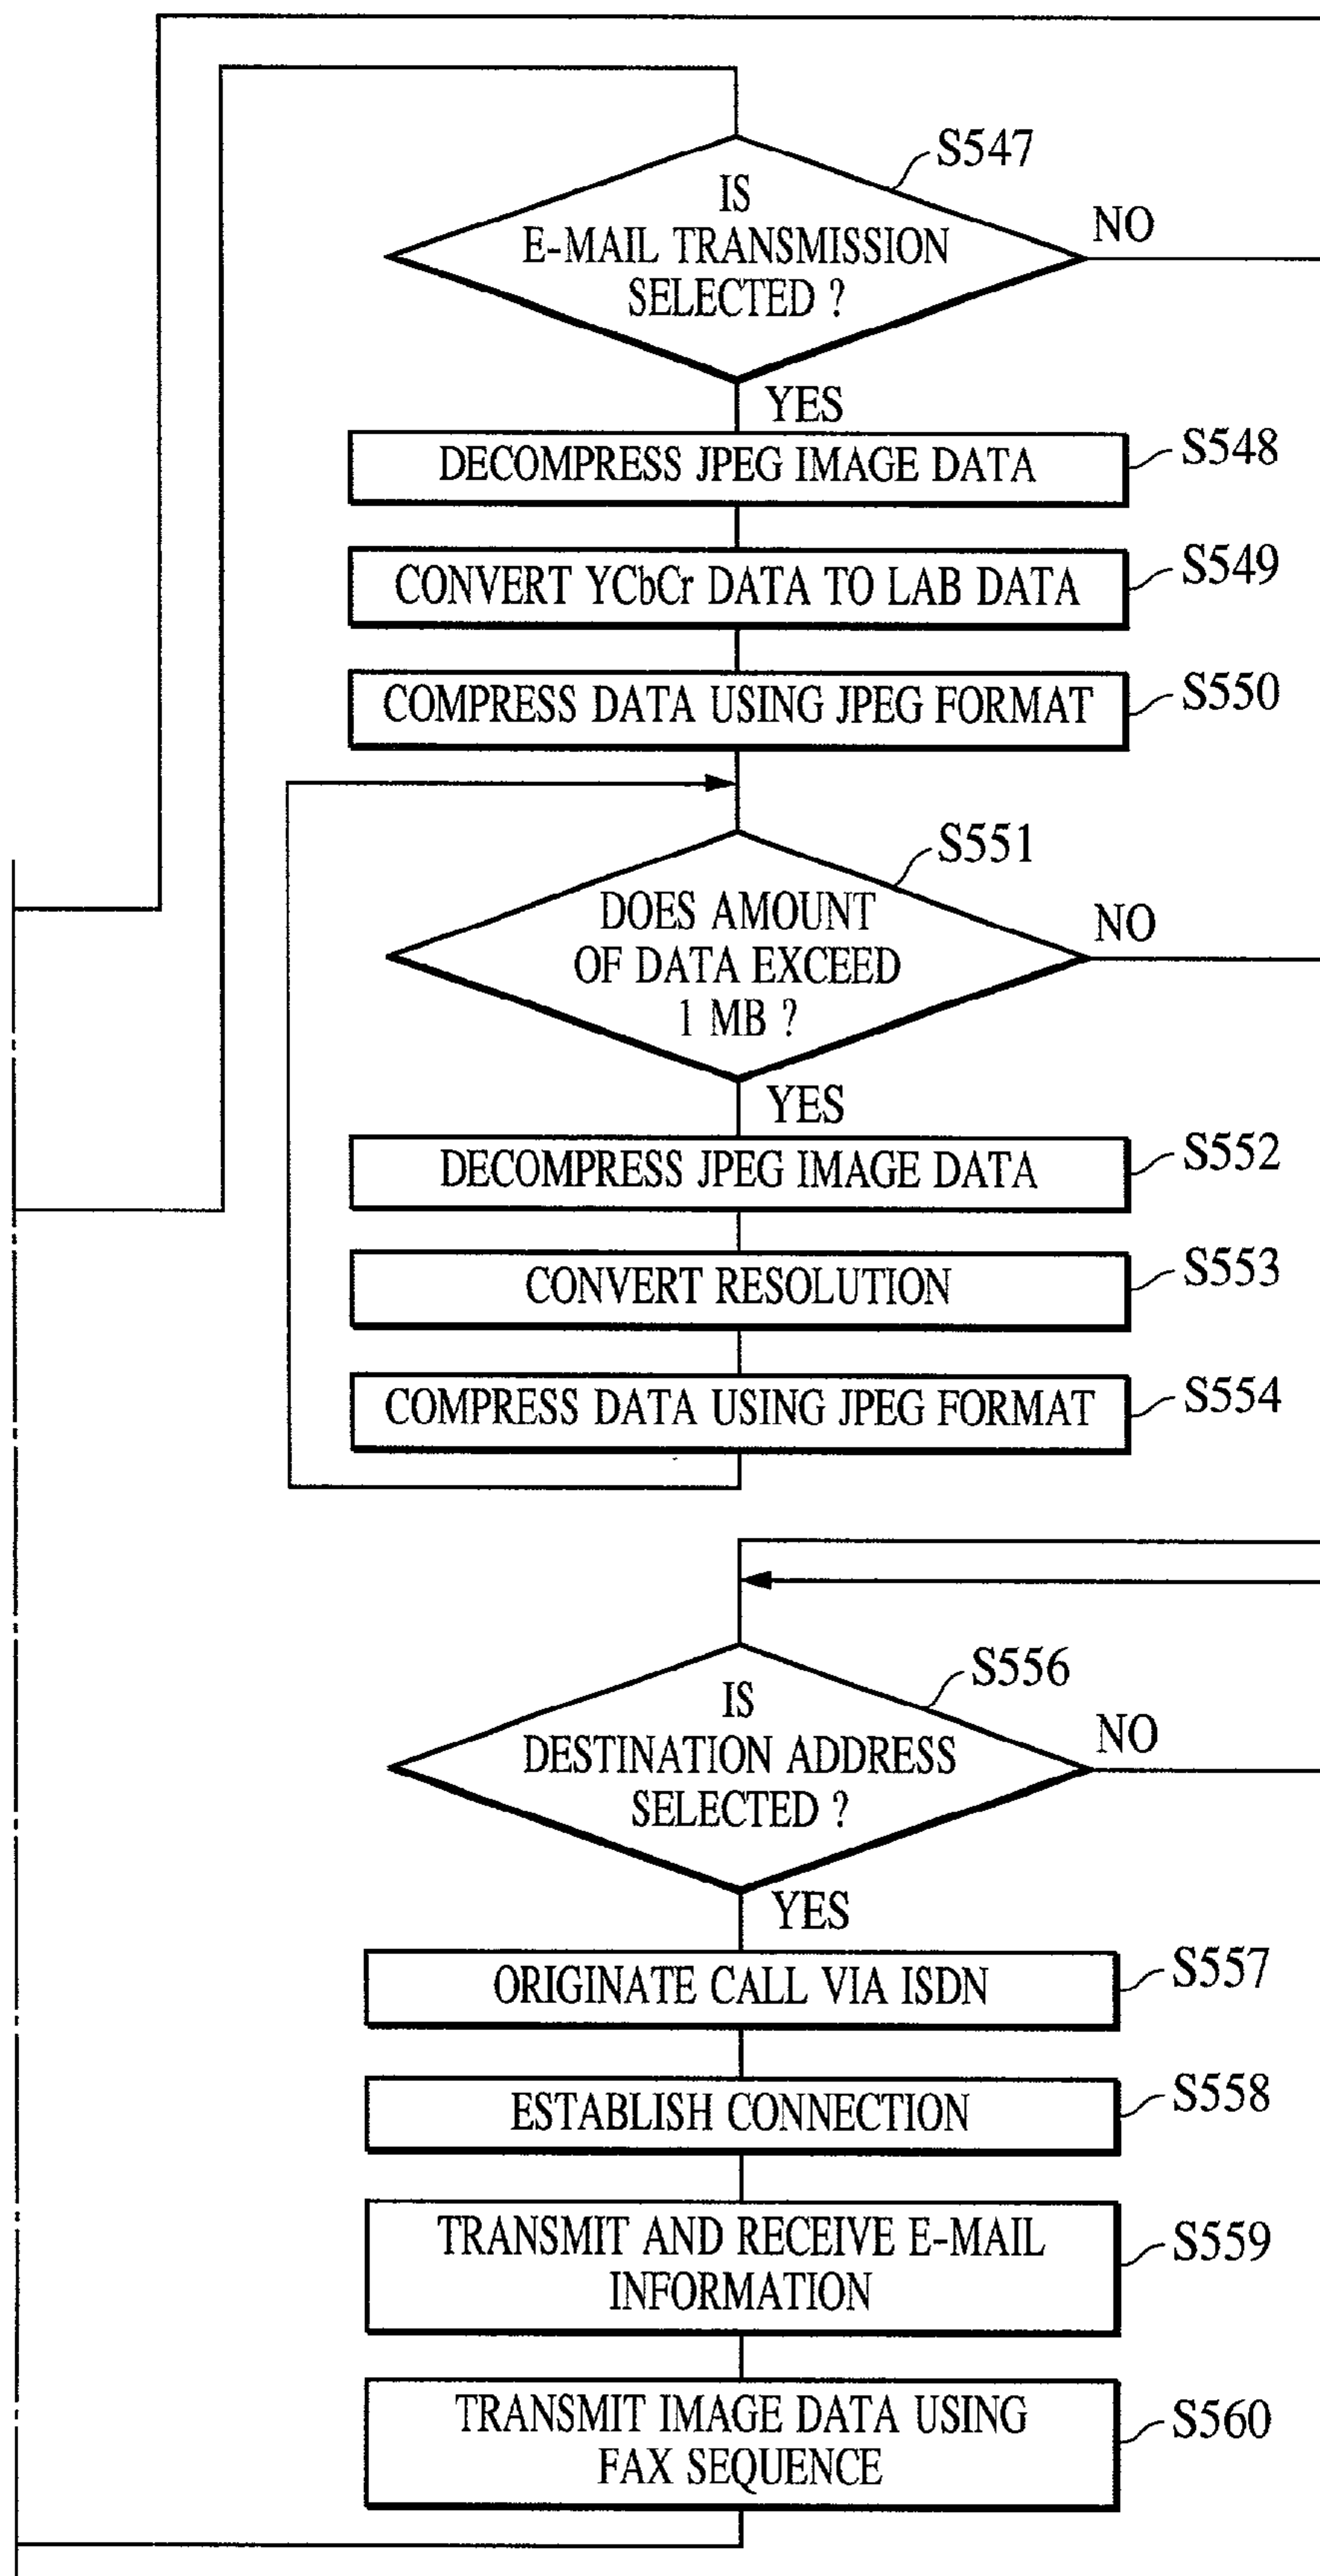 S547
IS
E-MAIL TRANSMISSION
SELECTED ?
NO
YES
DECOMPRESS JPEG IMAGE DATA
S548
CONVERT YCbCr DATA TO LAB DATA
S549
COMPRESS DATA USING JPEG FORMAT
S550
S551
DOES AMOUNT
OF DATA EXCEED
1 MB ?
NO
YES
DECOMPRESS JPEG IMAGE DATA
S552
CONVERT RESOLUTION
S553
COMPRESS DATA USING JPEG FORMAT
S554
S556
IS
DESTINATION ADDRESS
SELECTED ?
NO
YES
ORIGINATE CALL VIA ISDN
S557
ESTABLISH CONNECTION
S558
TRANSMIT AND RECEIVE E-MAIL
INFORMATION
S559
TRANSMIT IMAGE DATA USING
FAX SEQUENCE
S560